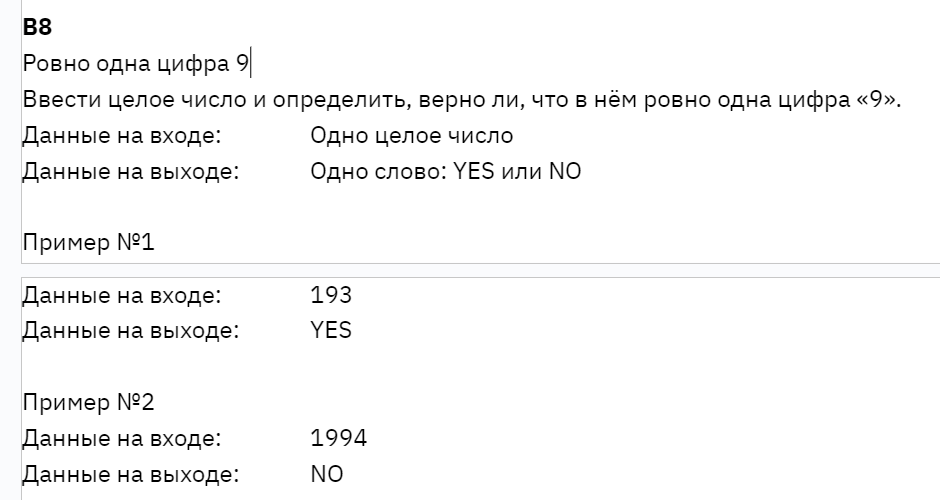 B8
Ровно одна цифра 9
Ввести целое число и определить, верно ли, что в нём ровно одна цифра «9».
Данные на входе: Одно целое число
Данные на выходе: Одно слово: YES или NO
Пример №1
Данные на входе: 193
Данные на выходе: YES
Пример №2
Данные на входе: 1994
Данные на выходе: NO